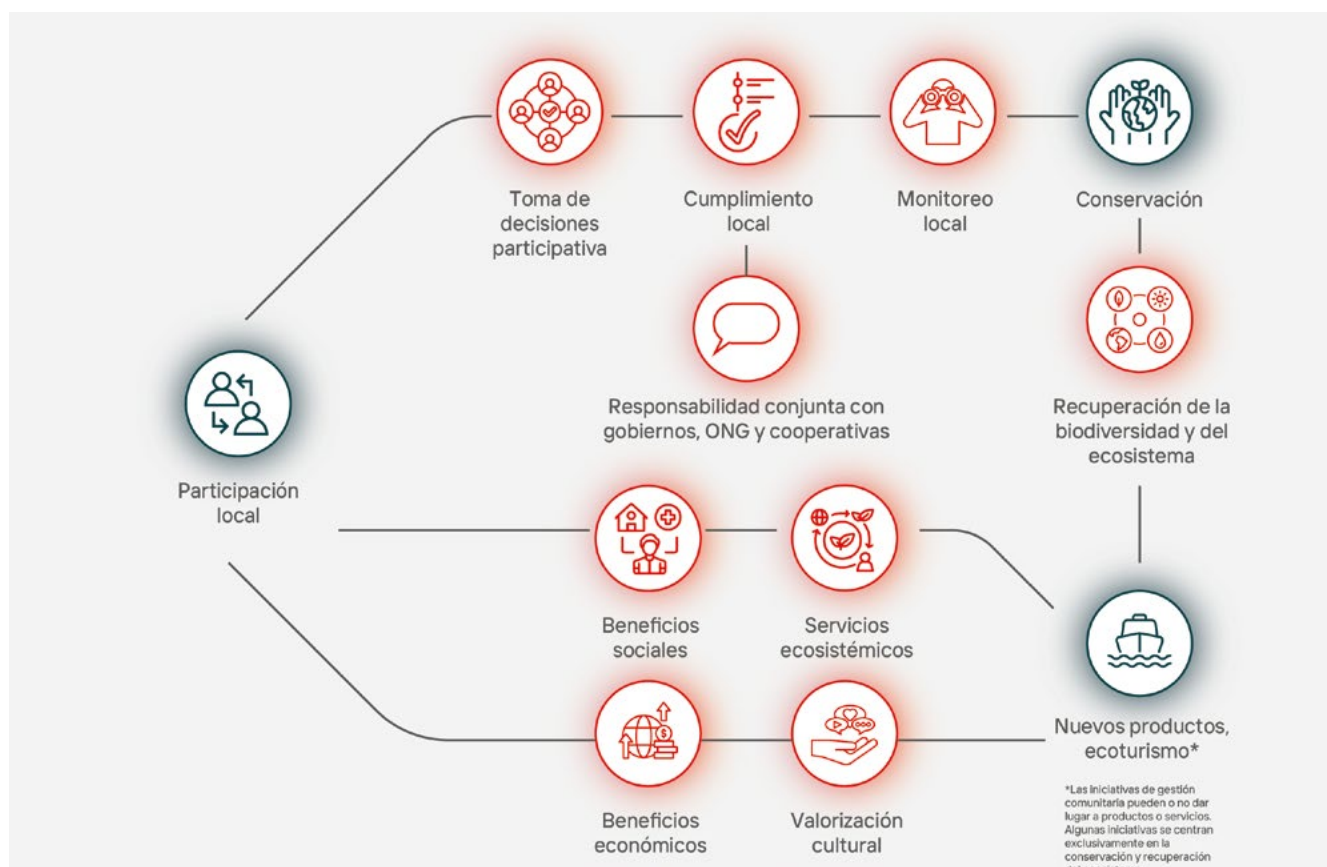 Toma de
decisiones
participativa
Cumplimiento
local
Monitoreo
local
Conservación
Responsabilidad conjunta con
gobiernos, ONG y cooperativas
Recuperación de la
biodiversidad y del
ecosistema
Participación
local
Beneficios
sociales
Servicios
ecosistémicos
Nuevos productos,
ecoturismo*
Beneficios
económicos
Valorización
cultural
*Las iniciativas de gestión
comunitaria pueden o no dar
lugar a productos o servicios.
Algunas iniciativas se centran
exclusivamente en la
conservación y recuperación